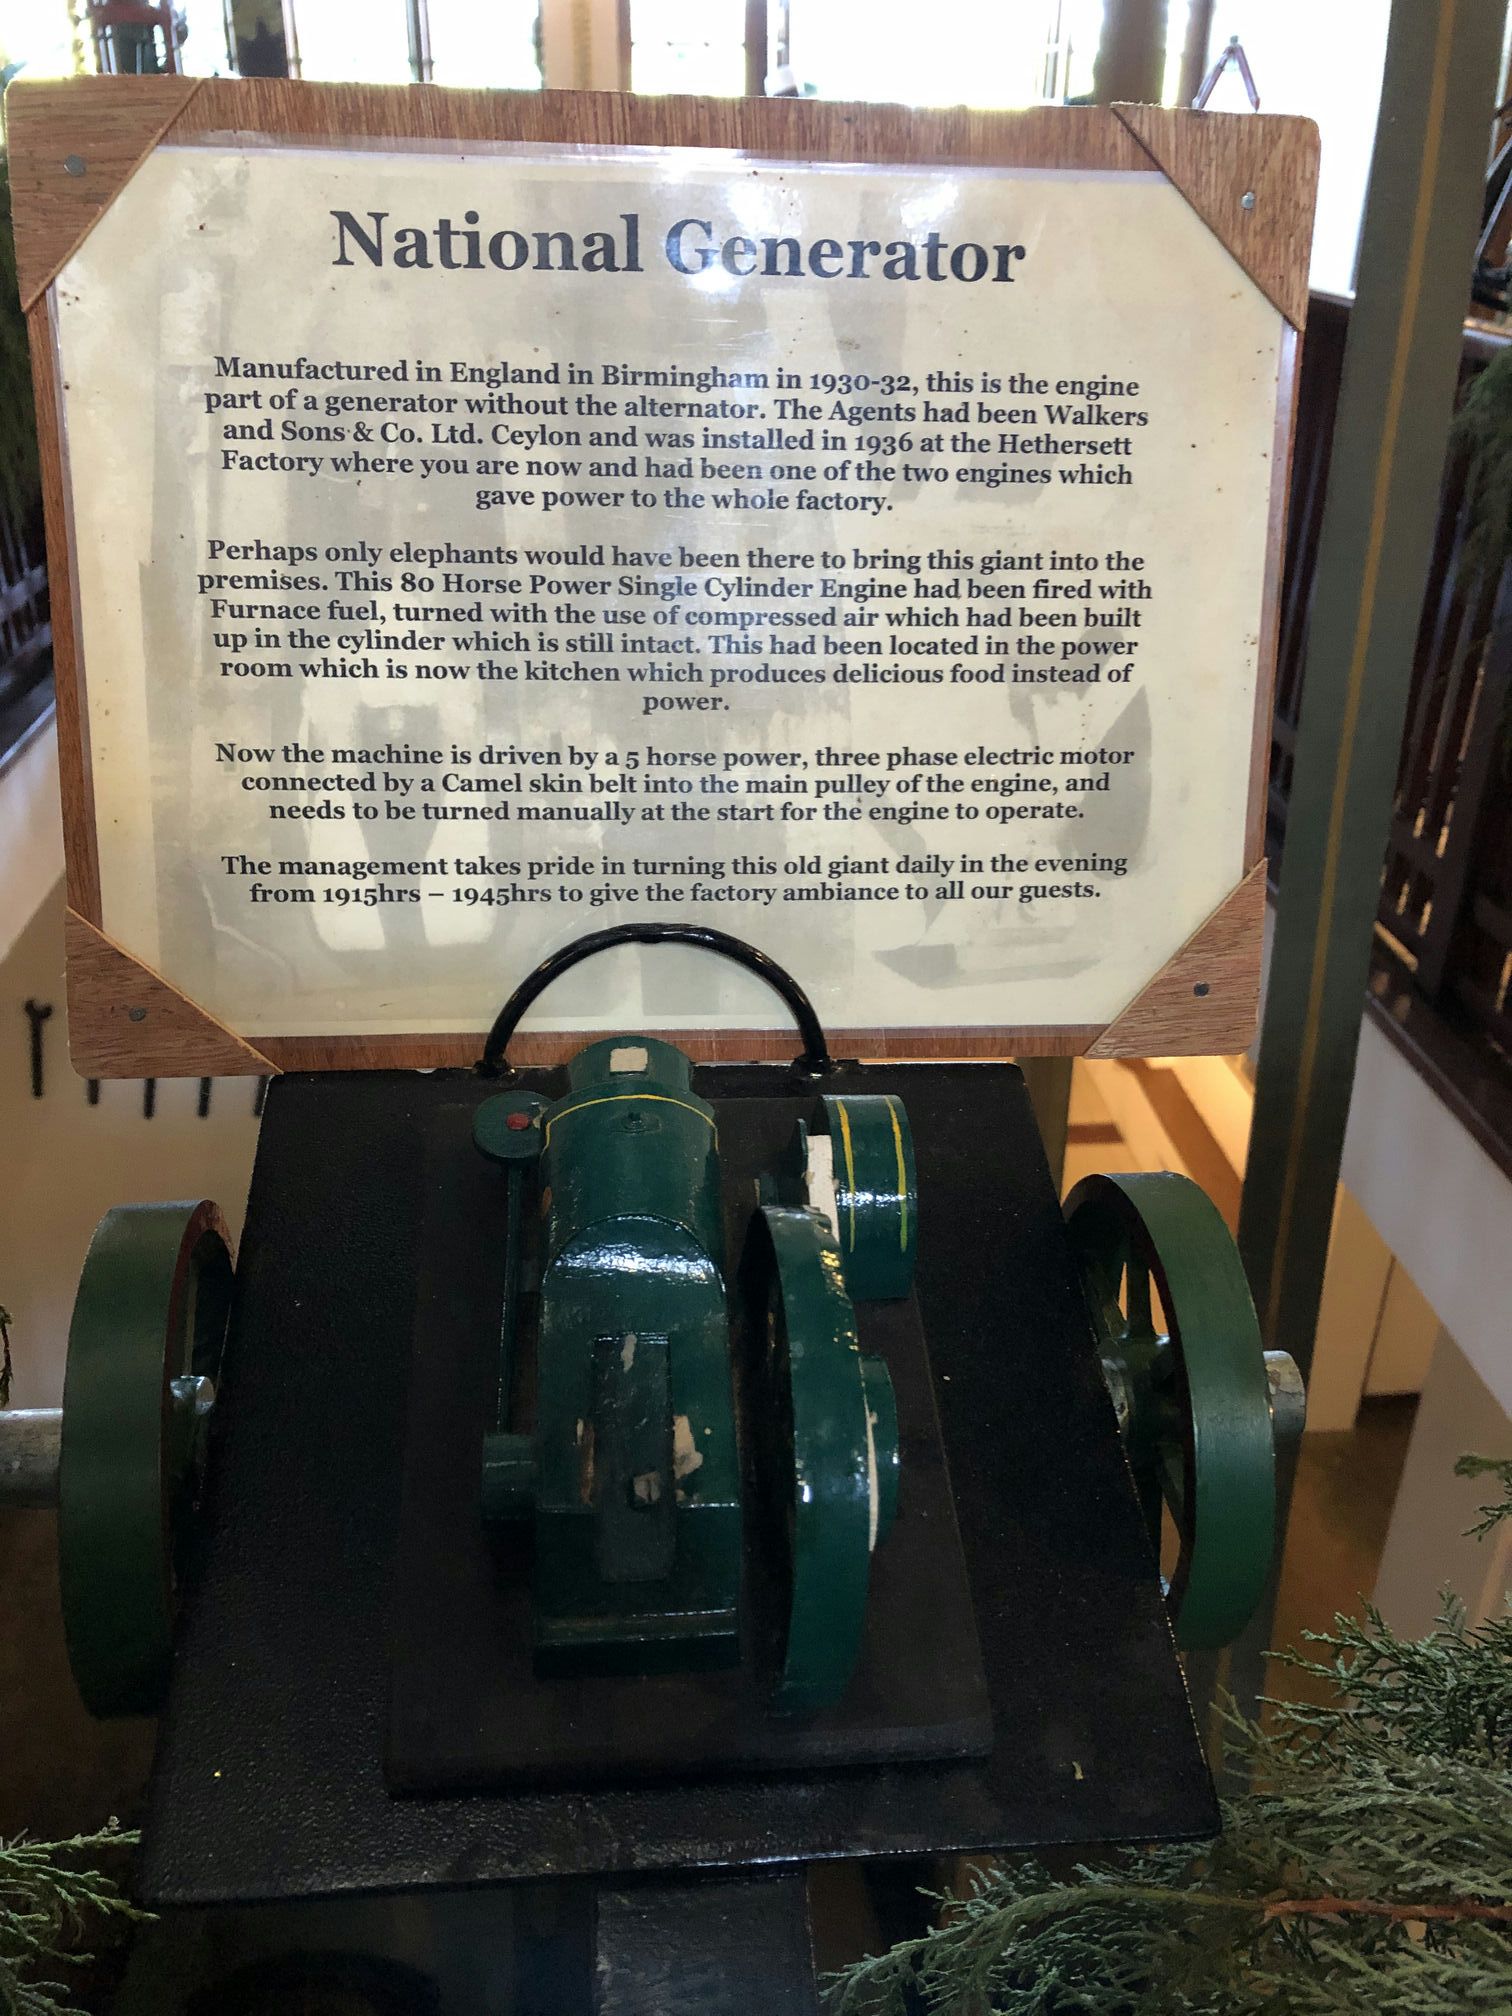 National Generator
Manufactured in England in Birmingham in 1930-32, this is the engine
part of a generator without the alternator. The Agents had been Walkers
and Sons & Co. Ltd. Ceylon and was installed in 1936 at the Hethersett
Factory where you are now and had been one of the two engines which
gave power to the whole factory.
Perhaps only elephants would have been there to bring this giant into the
premises. This 80 Horse Power Single Cylinder Engine had been fired with
Furnace fuel, turned with the use of compressed air which had been built
up in the cylinder which is still intact. This had been located in the power
room which is now the kitchen which produces delicious food instead of
power.
Now the machine is driven by a 5 horse power, three phase electric motor
connected by a Camel skin belt into the main pulley of the engine, and
needs to be turned manually at the start for the engine to operate.
The management takes pride in turning this old giant daily in the evening
from 1915hrs – 1945hrs to give the factory ambiance to all our guests.